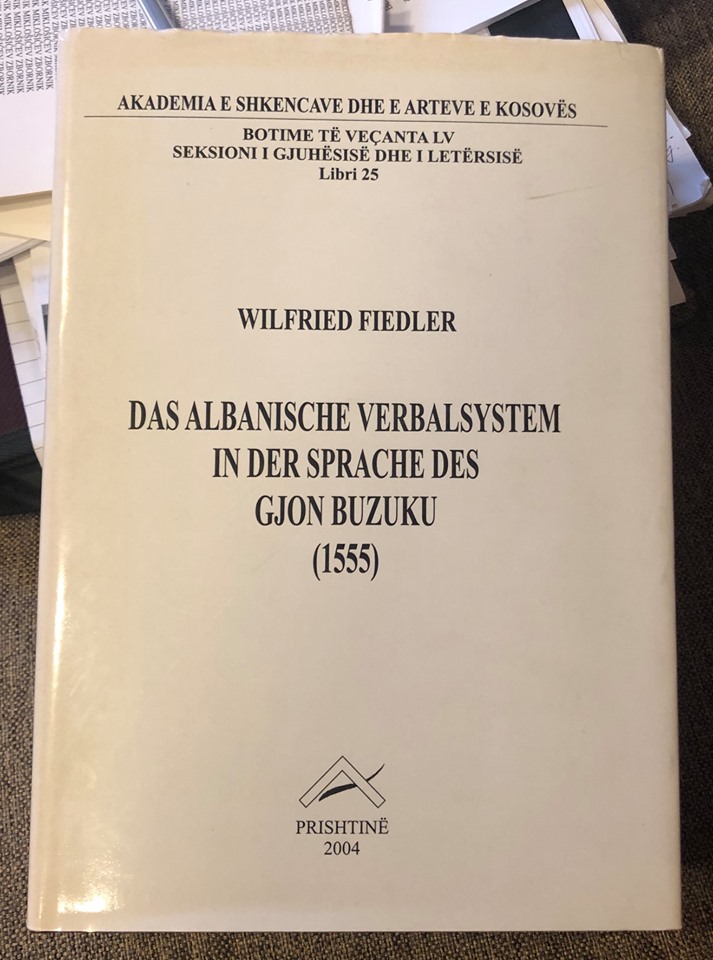 AKADEMIA E SHKENCAVE DHE E ARTEVE E KOSOVËS
BOTIME TË VEÇANTA LV
SEKSIONI I GJUHËSISË DHE I LETËRSISË
Libri 25
WILFRIED FIEDLER
DAS ALBANISCHE VERBALSYSTEM
IN DER SPRACHE DES
GJON BUZUKU
(1555)
PRISHTINË
2004